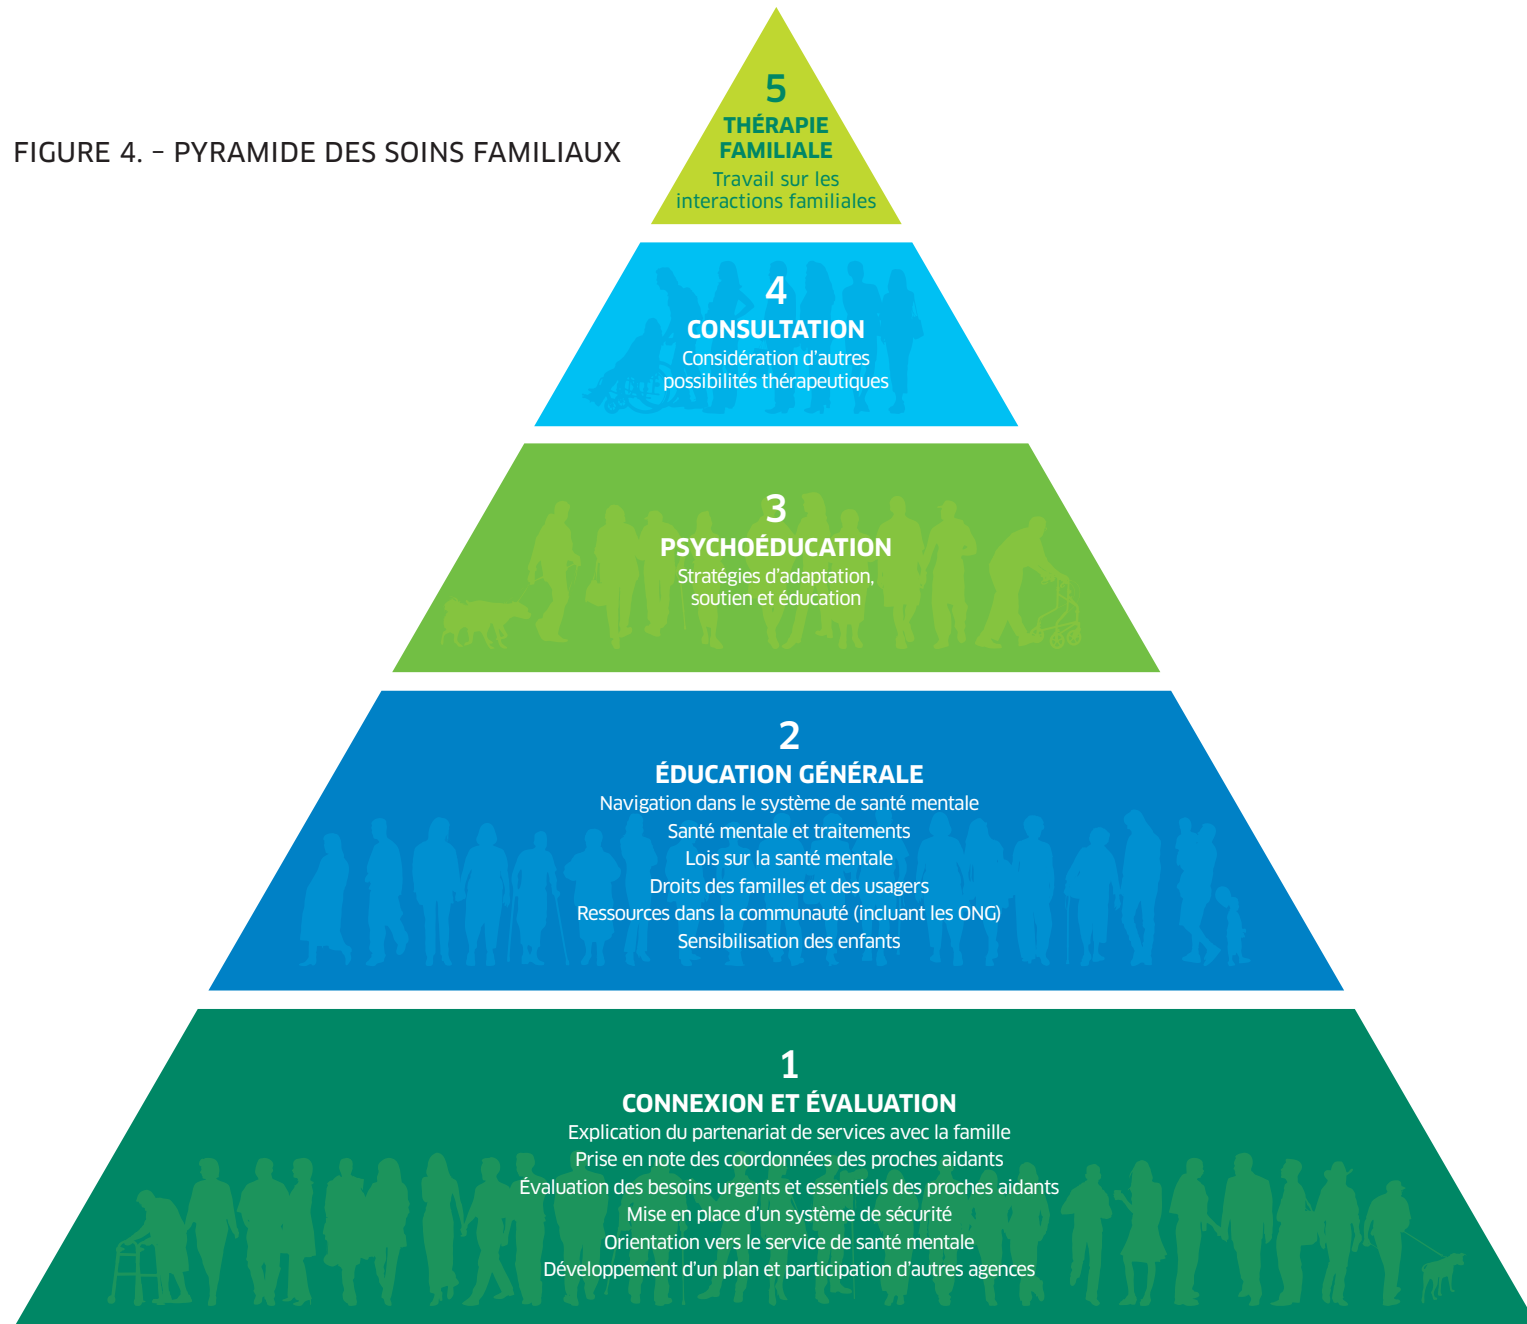 FIGURE 4. – PYRAMIDE DES SOINS FAMILIAUX
5
THÉRAPIE
FAMILIALE
Travail sur les
interactions familiales
4
CONSULTATION
Considération d'autres
possibilités thérapeutiques
3
PSYCHOÉDUCATION
Stratégies d'adaptation,
soutien et éducation
2
ÉDUCATION GÉNÉRALE
Navigation dans le système de santé mentale
Santé mentale et traitements
Lois sur la santé mentale
Droits des familles et des usagers
Ressources dans la communauté (incluant les ONG)
Sensibilisation des enfants
1
CONNEXION ET ÉVALUATION
Explication du partenariat de services avec la famille
Prise en note des coordonnées des proches aidants
Évaluation des besoins urgents et essentiels des proches aidants
Mise en place d'un système de sécurité
Orientation vers le service de santé mentale
Développement d'un plan et participation d'autres agences